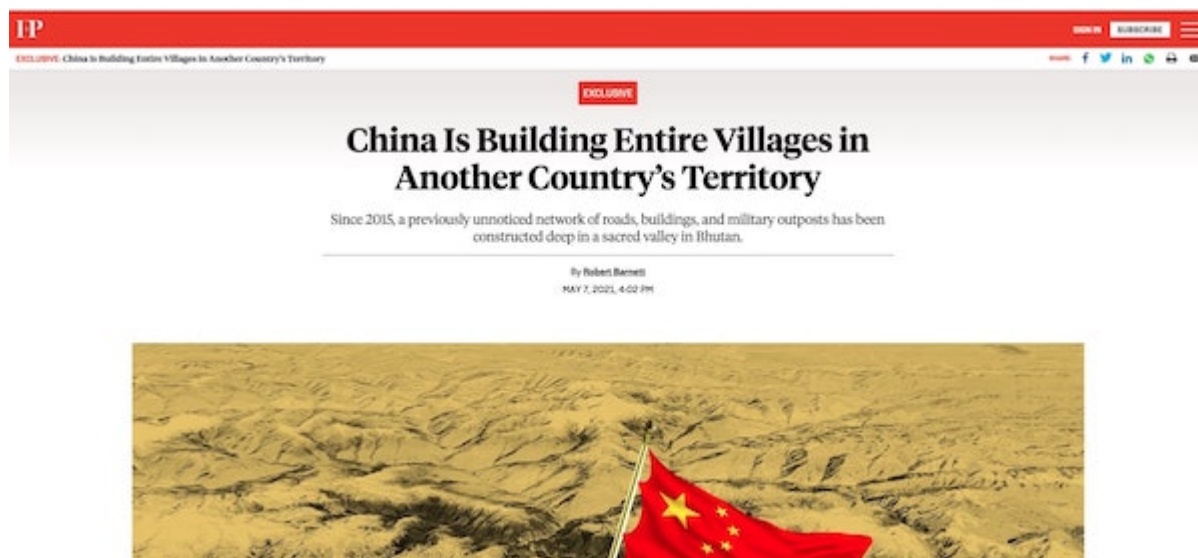 FP
SIGN IN SUBSCRIBE
EXCLUSIVE: China Is Building Entire Villages in Another Country's Territory
SHARE:
EXCLUSIVE
China Is Building Entire Villages in
Another Country's Territory
Since 2015, a previously unnoticed network of roads, buildings, and military outposts has been
constructed deep in a sacred valley in Bhutan.
By Robert Barnett
MAY 7, 2021, 4:02 PM